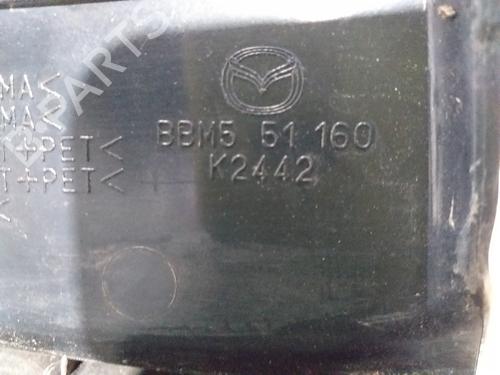 MA<
MA<
T+PET< BBM5 51 160
T+PET< K2442
<